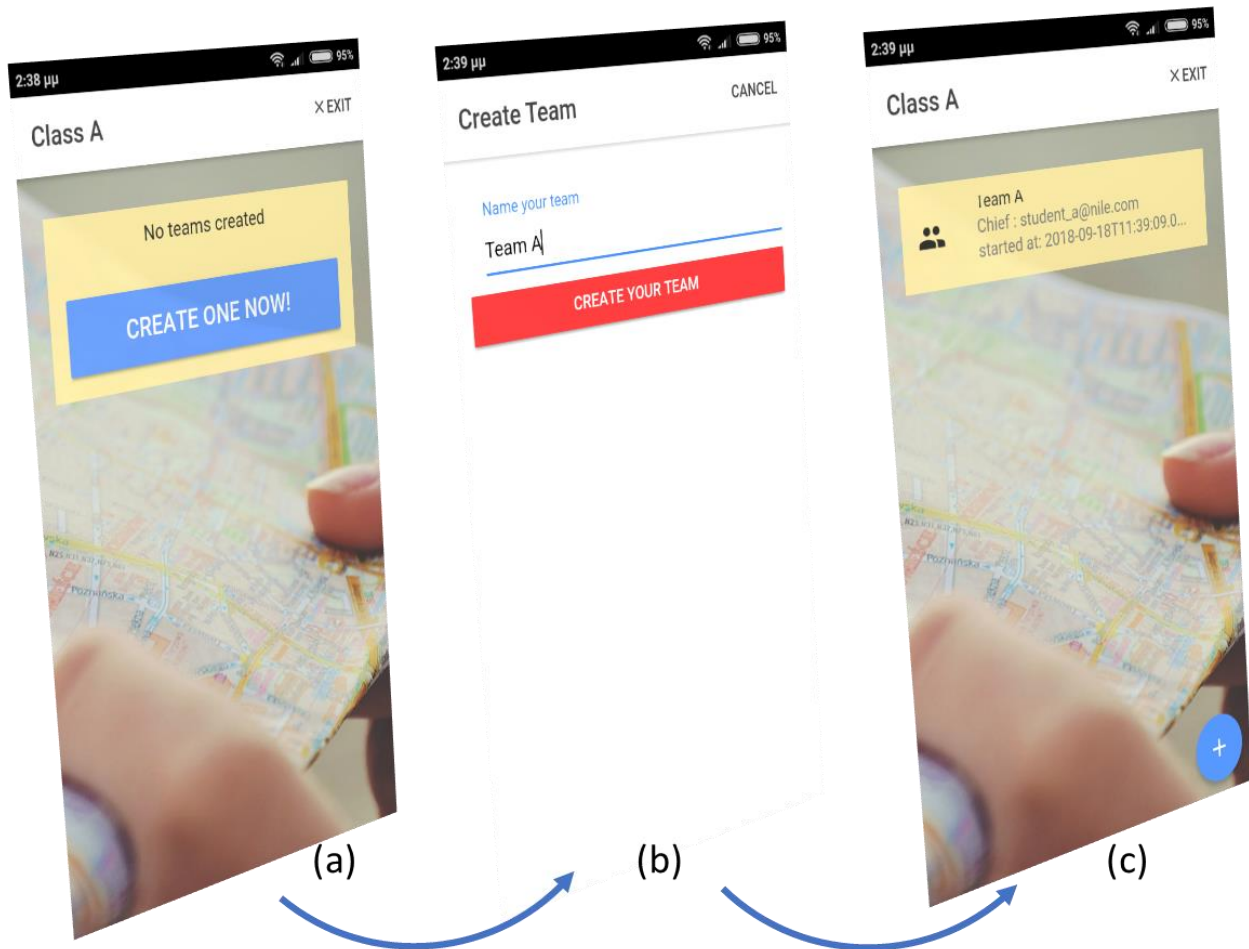 2:38 μμ
95%
Class A
× EXIT
No teams created
CREATE ONE NOW!
Poznańska
(a)
2:39 μμ
95%
Create Team
CANCEL
Name your team
Team A
CREATE YOUR TEAM
(b)
2:39 μμ
95%
Class A
× EXIT
Team A
Chief : student_a@nile.com
started at: 2018-09-18T11:39:09.0...
Poznańska
+
(c)